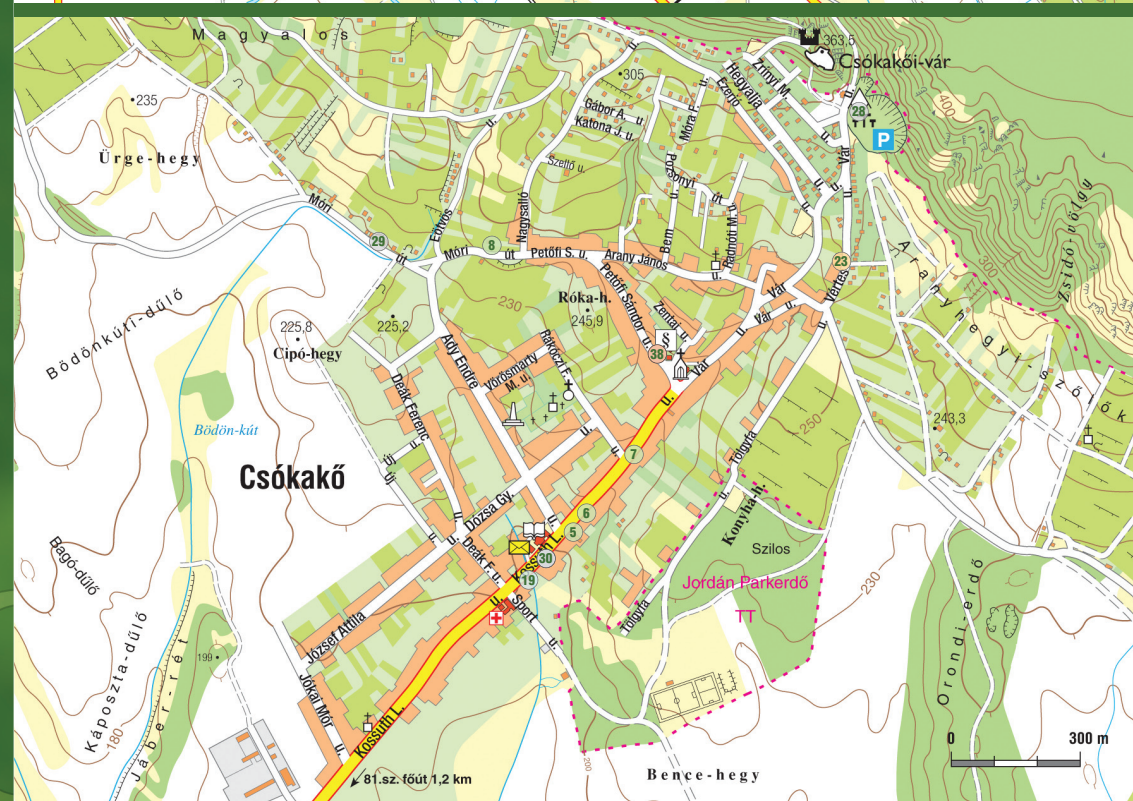 Magyalos
363,5
Csókakői-vár
Zrínyi M. u.
Hegyalja u.
Ezerjó u.
305
235
400
28
P
Gábor A. u.
Katona J. u.
Móra F. u.
Vár u.
Ürge-hegy
Szellő u.
Nagysalló u.
Eötvös u.
Móri út
29
8
Móri út
Petőfi S. u.
Arany János u.
Bem u.
Radnóti M. u.
23
Vértes u.
Aranyhegyi-szőlők
300
Zsidó-völgy
230
Róka-h.
245,9
Petőfi Sándor u.
Zentai u.
Vár u.
Vár u.
§
38
Bödönkúti-dűlő
225,8
Cipó-hegy
225,2
Ady Endre u.
Vörösmarty M. u.
Rákóczi F. u.
Deák Ferenc u.
Új u.
250
243,3
Tölgyfa u.
Bödön-kút
Csókakő
7
6
5
30
19
Dózsa Gy. u.
Deák F. u.
Kossuth L. u.
Sport u.
Konyha-h.
Szilos
Jordán Parkerdő
TT
230
Tölgyfa
Bagó-dűlő
József Attila u.
199
Káposzta-dűlő
180
Jáber-rét
Jókai Mór u.
Kossuth L.
81.sz. főút 1,2 km
200
Bence-hegy
Orondi-erdő
0 300 m